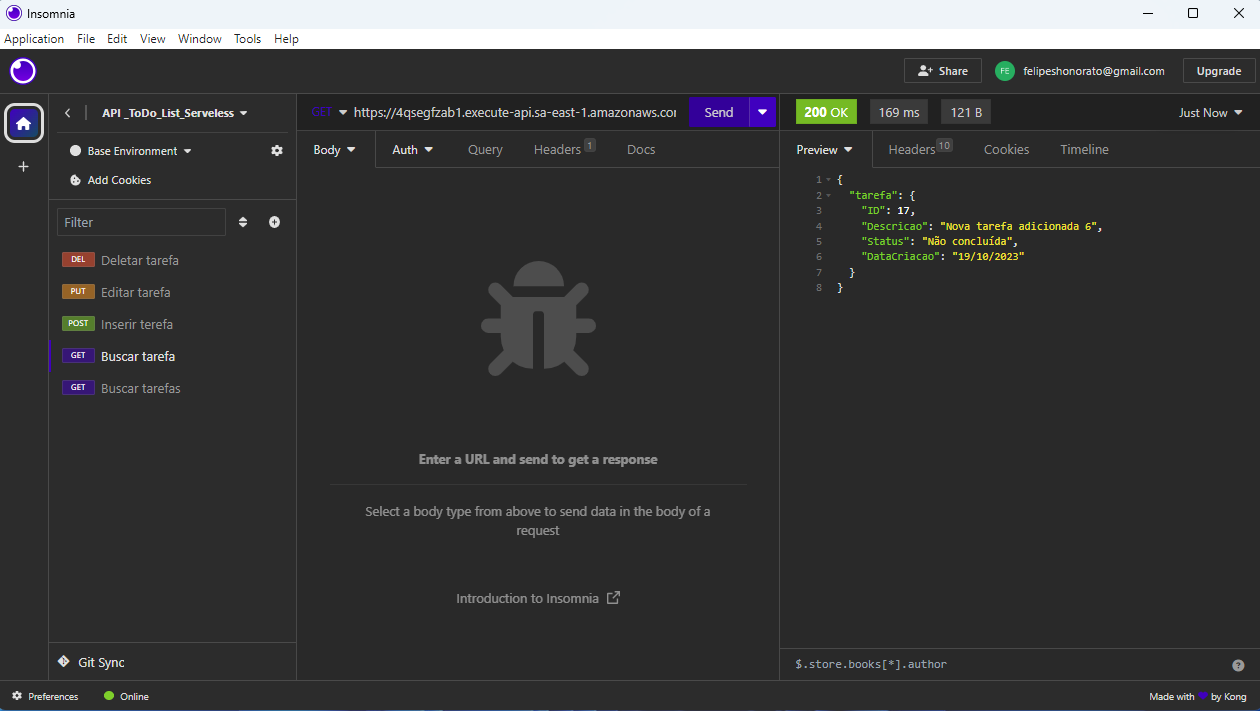 Insomnia
Application File Edit View Window Tools Help
Share
FE felipeshonorato@gmail.com
Upgrade
API _ToDo_List_Serveless
Base Environment
Add Cookies
Filter
DEL Deletar tarefa
PUT Editar tarefa
POST Inserir terefa
GET Buscar tarefa
GET Buscar tarefas
Git Sync
GET https://4qsegfzab1.execute-api.sa-east-1.amazonaws.cor Send
Body Auth Query Headers 1 Docs
Enter a URL and send to get a response
Select a body type from above to send data in the body of a
request
Introduction to Insomnia
200 OK 169 ms 121 B Just Now
Preview Headers 10 Cookies Timeline
1 {
2 "tarefa": {
3 "ID": 17,
4 "Descricao": "Nova tarefa adicionada 6",
5 "Status": "Não concluída",
6 "DataCriacao": "19/10/2023"
7 }
8 }
$.store.books[*].author ?
Preferences Online
Made with by Kong